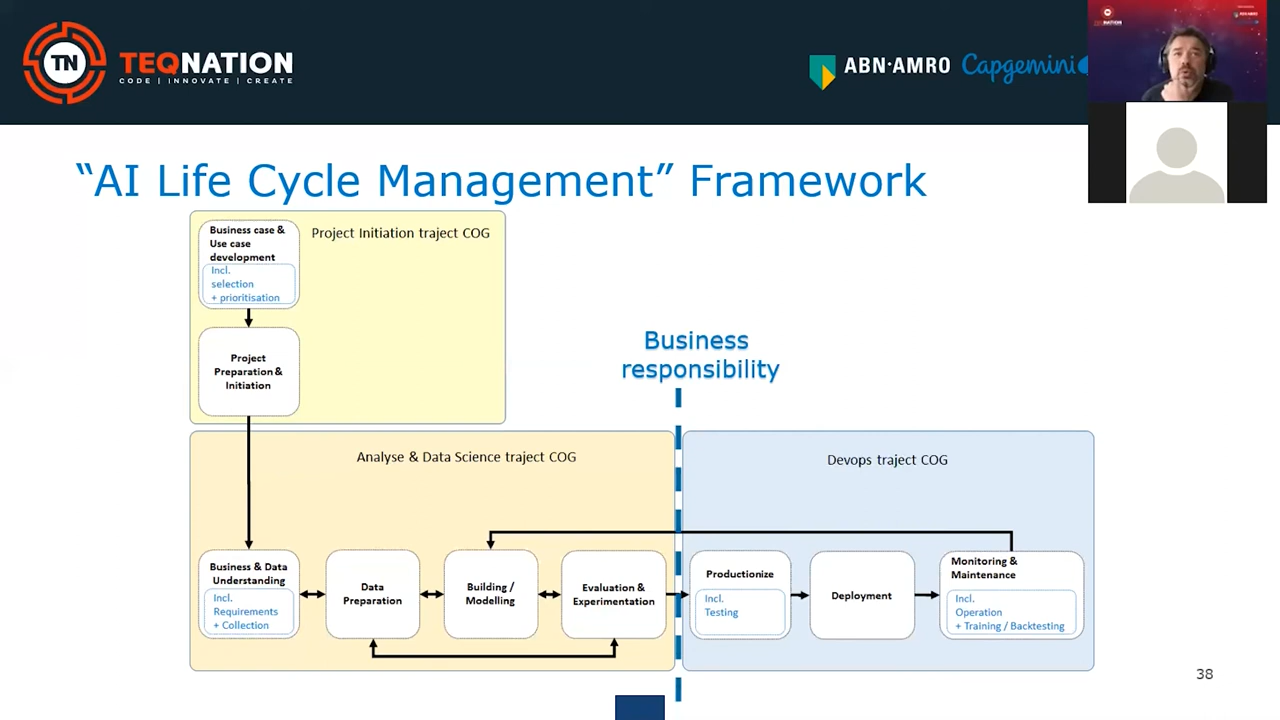 TN
TEQNATION
CODE | INNOVATE | CREATE
ABN·AMRO
Capgemini
“AI Life Cycle Management” Framework
Project Initiation traject COG
Business case &
Use case
development
Incl.
selection
+ prioritisation
Project
Preparation &
Initiation
Business
responsibility
Analyse & Data Science traject COG
Devops traject COG
Business & Data
Understanding
Incl.
Requirements
+ Collection
Data
Preparation
Building /
Modelling
Evaluation &
Experimentation
Productionize
Incl.
Testing
Deployment
Monitoring &
Maintenance
Incl.
Operation
+ Training / Backtesting
38